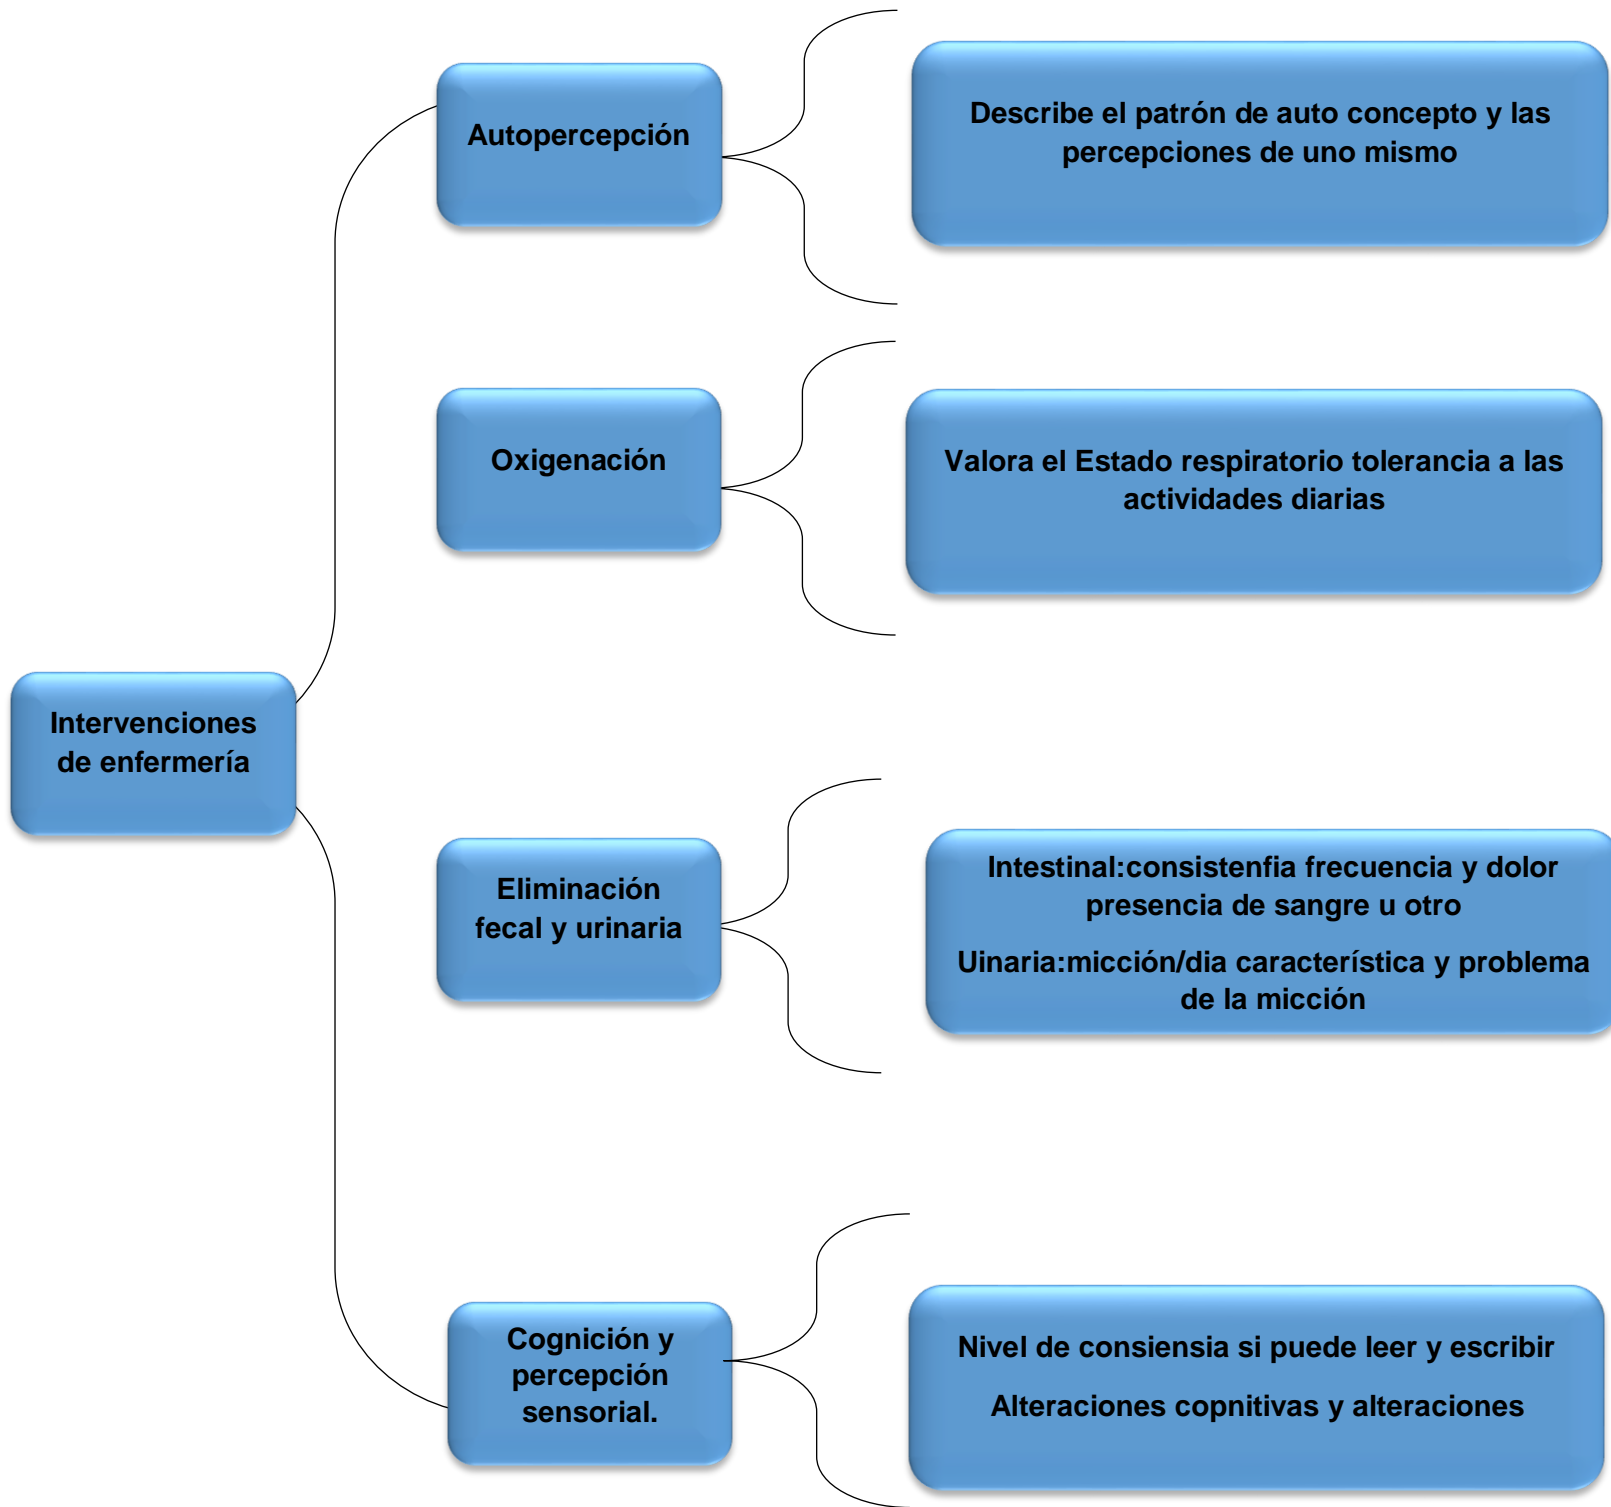 Autopercepción
Describe el patrón de auto concepto y las
percepciones de uno mismo
Oxigenación
Valora el Estado respiratorio tolerancia a las
actividades diarias
Intervenciones
de enfermería
Eliminación
fecal y urinaria
Intestinal:consistenfia frecuencia y dolor
presencia de sangre u otro
Uinaria:micción/dia característica y problema
de la micción
Cognición y
percepción
sensorial.
Nivel de consiensia si puede leer y escribir
Alteraciones copnitivas y alteraciones